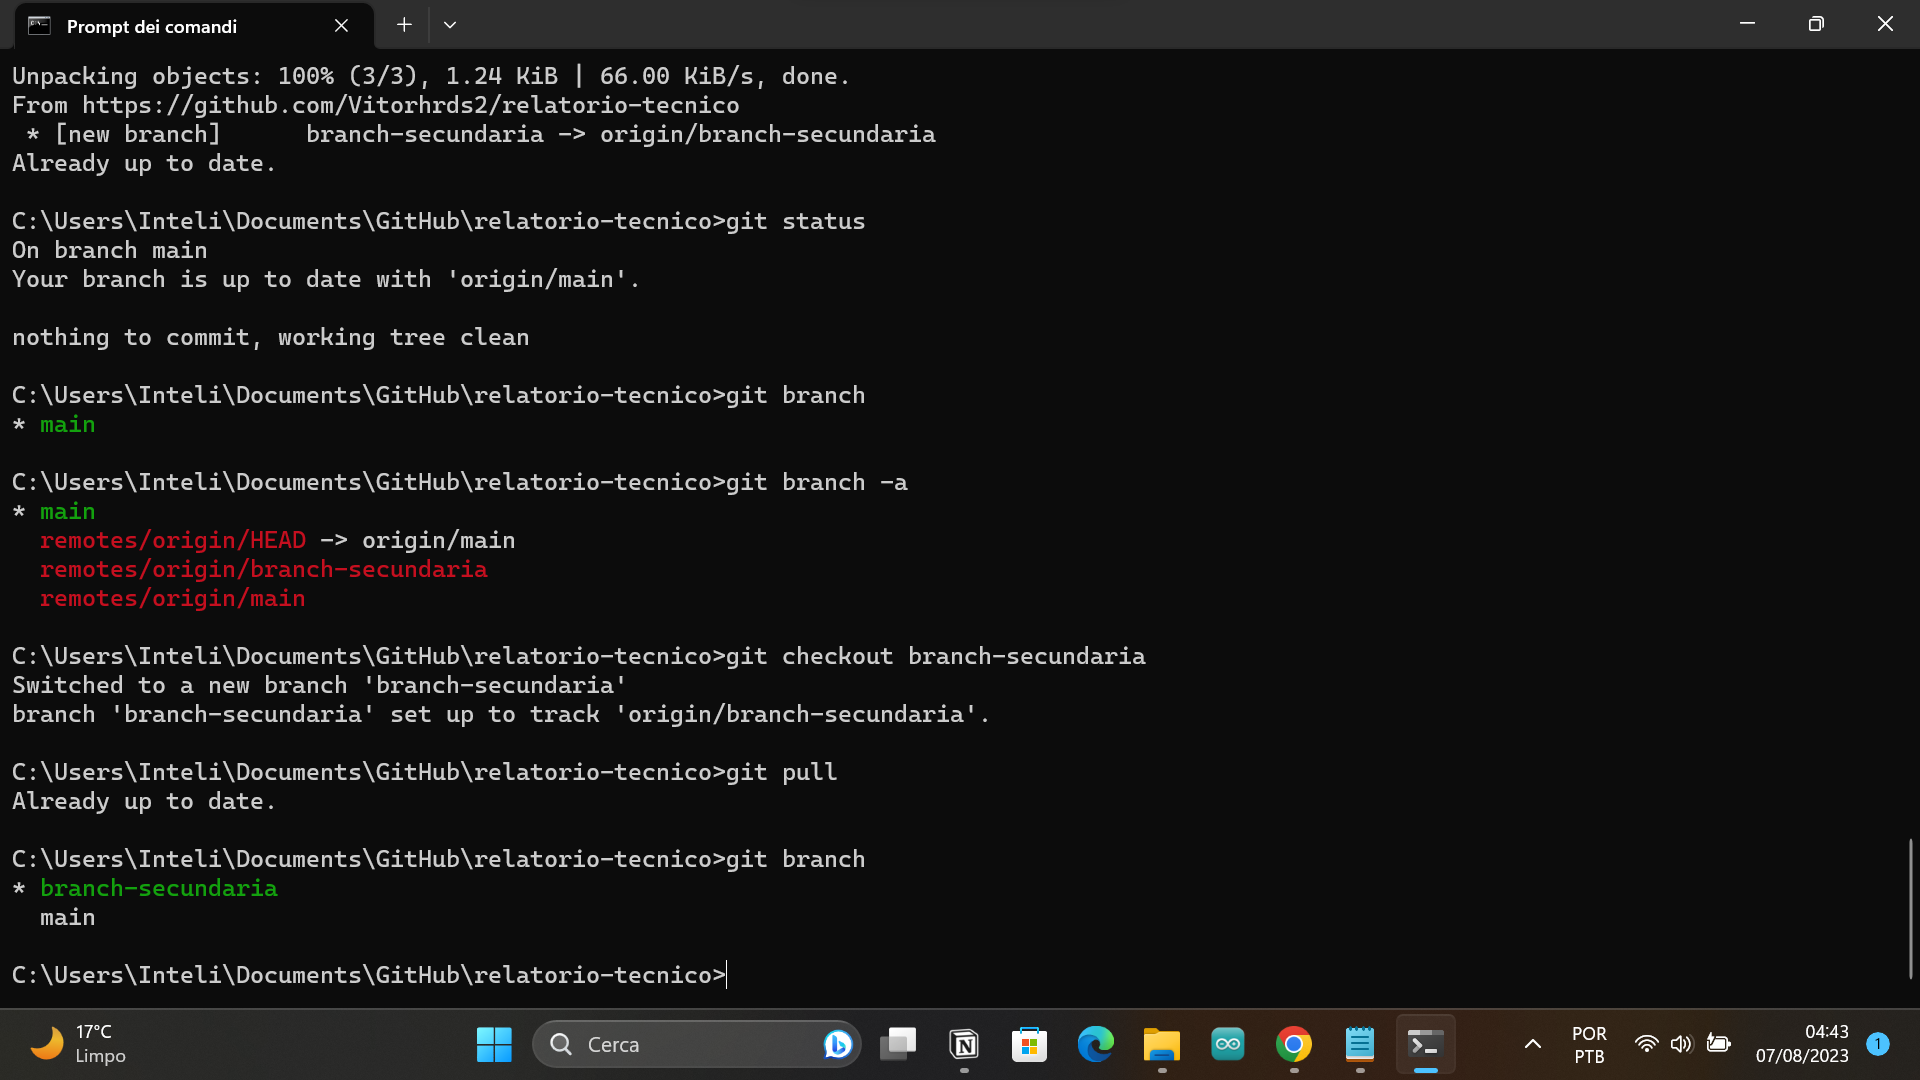 Prompt dei comandi
Unpacking objects: 100% (3/3), 1.24 KiB | 66.00 KiB/s, done.
From https://github.com/Vitorhrds2/relatorio-tecnico
 * [new branch]      branch-secundaria -> origin/branch-secundaria
Already up to date.
C:\Users\Inteli\Documents\GitHub\relatorio-tecnico>git status
On branch main
Your branch is up to date with 'origin/main'.
nothing to commit, working tree clean
C:\Users\Inteli\Documents\GitHub\relatorio-tecnico>git branch
* main
C:\Users\Inteli\Documents\GitHub\relatorio-tecnico>git branch -a
* main
  remotes/origin/HEAD -> origin/main
  remotes/origin/branch-secundaria
  remotes/origin/main
C:\Users\Inteli\Documents\GitHub\relatorio-tecnico>git checkout branch-secundaria
Switched to a new branch 'branch-secundaria'
branch 'branch-secundaria' set up to track 'origin/branch-secundaria'.
C:\Users\Inteli\Documents\GitHub\relatorio-tecnico>git pull
Already up to date.
C:\Users\Inteli\Documents\GitHub\relatorio-tecnico>git branch
* branch-secundaria
  main
C:\Users\Inteli\Documents\GitHub\relatorio-tecnico>
17°C
Limpo
Cerca
POR
PTB
04:43
07/08/2023
1